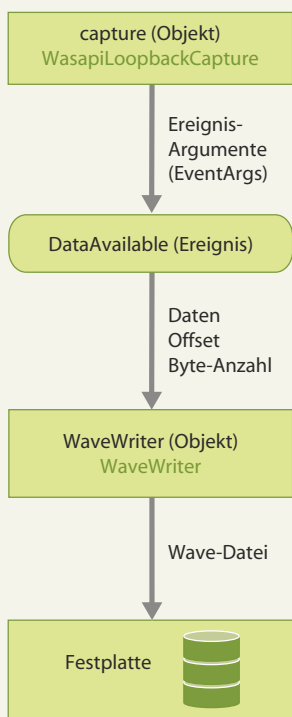 capture (Objekt)
WasapiLoopbackCapture
Ereignis-
Argumente
(EventArgs)
DataAvailable (Ereignis)
Daten
Offset
Byte-Anzahl
WaveWriter (Objekt)
WaveWriter
Wave-Datei
Festplatte